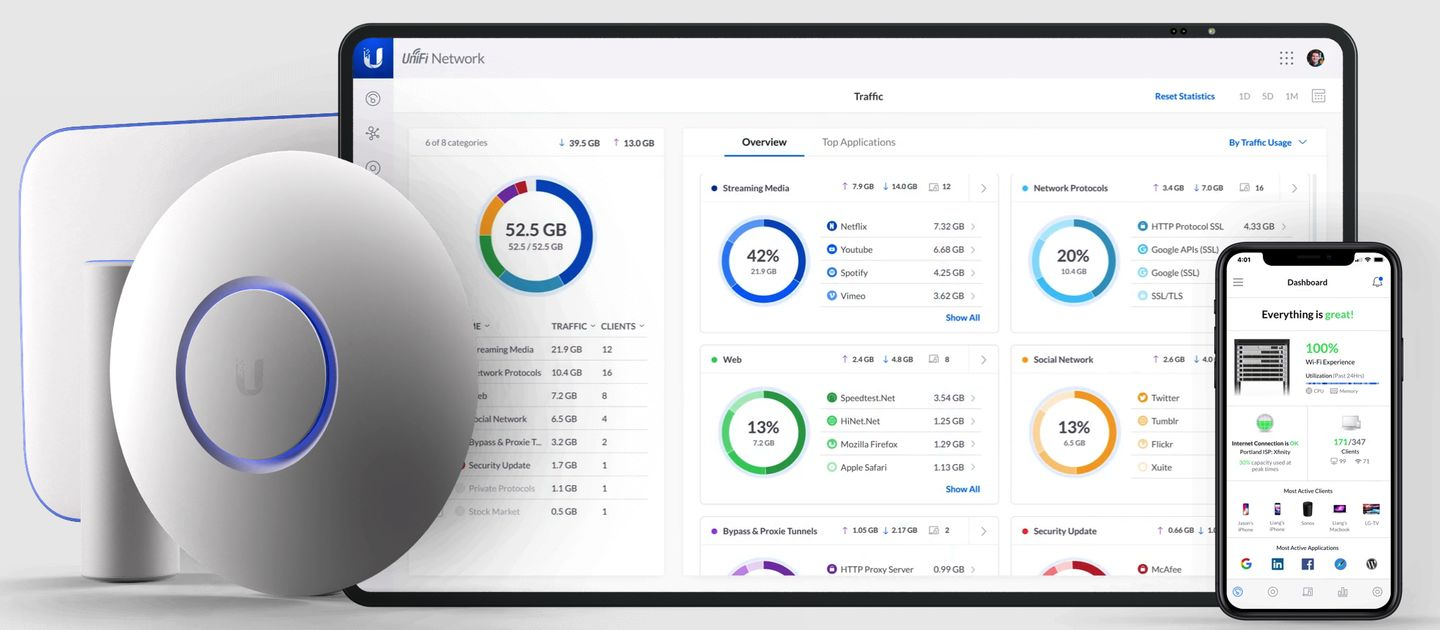 UniFi Network
Traffic
Reset Statistics 1D 5D 1M
6 of 8 categories ↓ 39.5 GB ↑ 13.0 GB
52.5 GB
52.5 / 52.5 GB
TRAFFIC CLIENTS
21.9 GB 12
Network Protocols 10.4 GB 16
7.2 GB 8
Social Network 6.5 GB 4
Bypass & Proxie T... 3.2 GB 2
Security Update 1.7 GB 1
Private Protocols 1.1 GB 1
Stock Market 0.5 GB 1
Overview Top Applications By Traffic Usage
Streaming Media ↑ 7.9 GB ↓ 14.0 GB 12
42%
21.9 GB
Netflix 7.32 GB
Youtube 6.68 GB
Spotify 4.25 GB
Vimeo 3.62 GB
Show All
Network Protocols ↑ 3.4 GB ↓ 7.0 GB 16
20%
10.4 GB
HTTP Protocol SSL 4.33 GB
Google APIs (SSL)
Google (SSL)
SSL/TLS
Web ↑ 2.4 GB ↓ 4.8 GB 8
13%
7.2 GB
Speedtest.Net 3.54 GB
HiNet.Net 1.25 GB
Mozilla Firefox 1.29 GB
Apple Safari 1.13 GB
Show All
Social Network ↑ 2.6 GB ↓ 4.0
13%
6.5 GB
Twitter
Tumblr
Flickr
Xuite
Bypass & Proxie Tunnels ↑ 1.05 GB ↓ 2.17 GB 2
HTTP Proxy Server 0.99 GB
Security Update ↑ 0.66 GB ↓ 1.0
McAfee
4:01
Dashboard
Everything is great!
100%
Wi-Fi Experience
Utilization (Past 24Hrs)
CPU Memory
Internet Connection is OK
Portland ISP: Xfinity
30% capacity used at
peak times
171/347
Clients
99 71
Most Active Clients
Jason's iPhone
Liang's iPhone
Sonos
Liang's Macbook
LG-TV
Most Active Applications